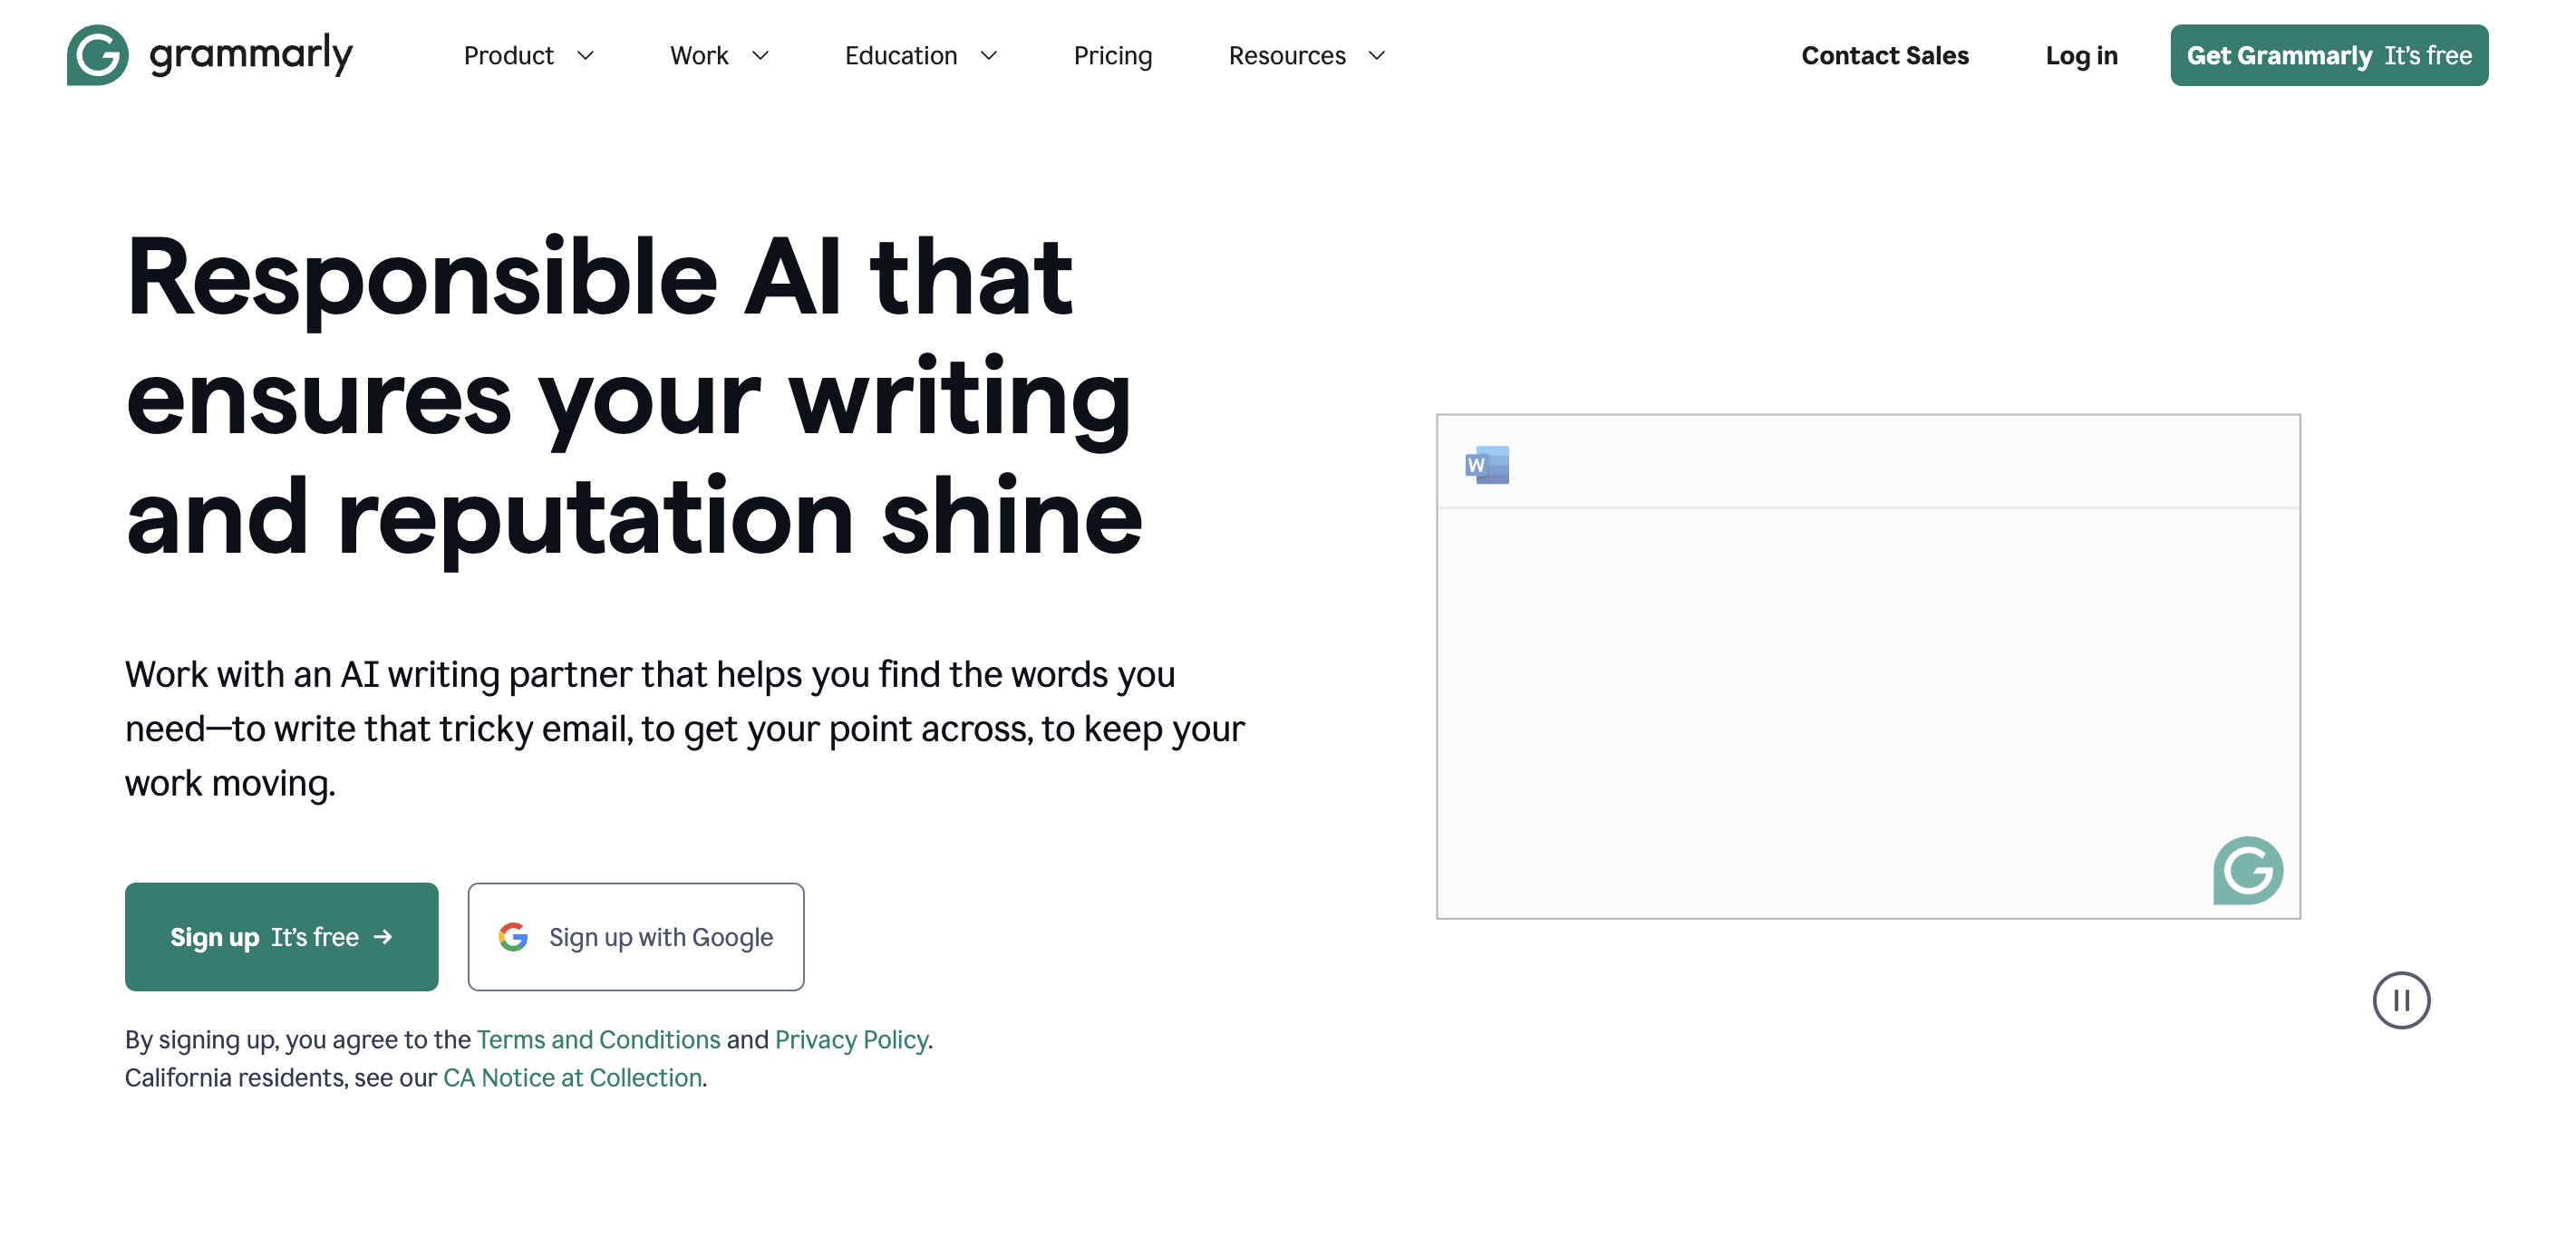 grammarly
Product
Work
Education
Pricing
Resources
Contact Sales
Log in
Get Grammarly It's free
Responsible AI that
ensures your writing
and reputation shine
Work with an AI writing partner that helps you find the words you
need—to write that tricky email, to get your point across, to keep your
work moving.
Sign up It's free →
Sign up with Google
By signing up, you agree to the Terms and Conditions and Privacy Policy.
California residents, see our CA Notice at Collection.
W